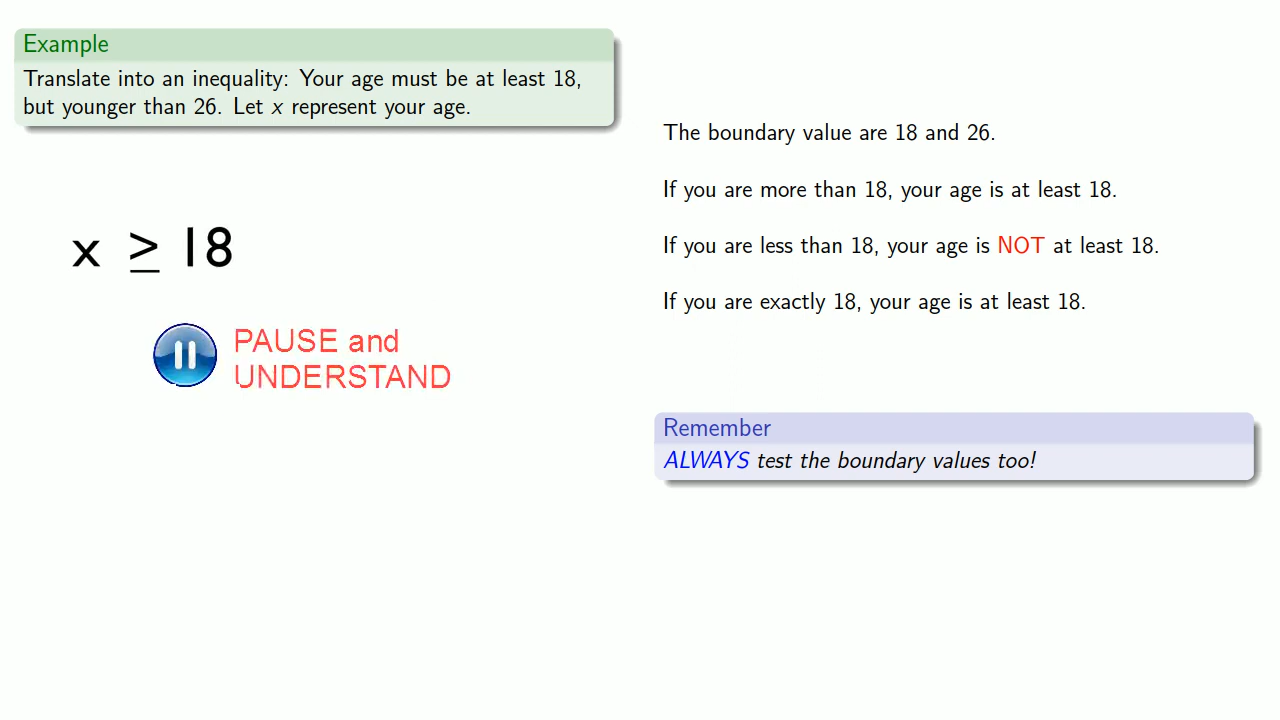 Example
Translate into an inequality: Your age must be at least 18,
but younger than 26. Let x represent your age.
x ≥ 18
PAUSE and
UNDERSTAND
The boundary value are 18 and 26.
If you are more than 18, your age is at least 18.
If you are less than 18, your age is NOT at least 18.
If you are exactly 18, your age is at least 18.
Remember
ALWAYS test the boundary values too!